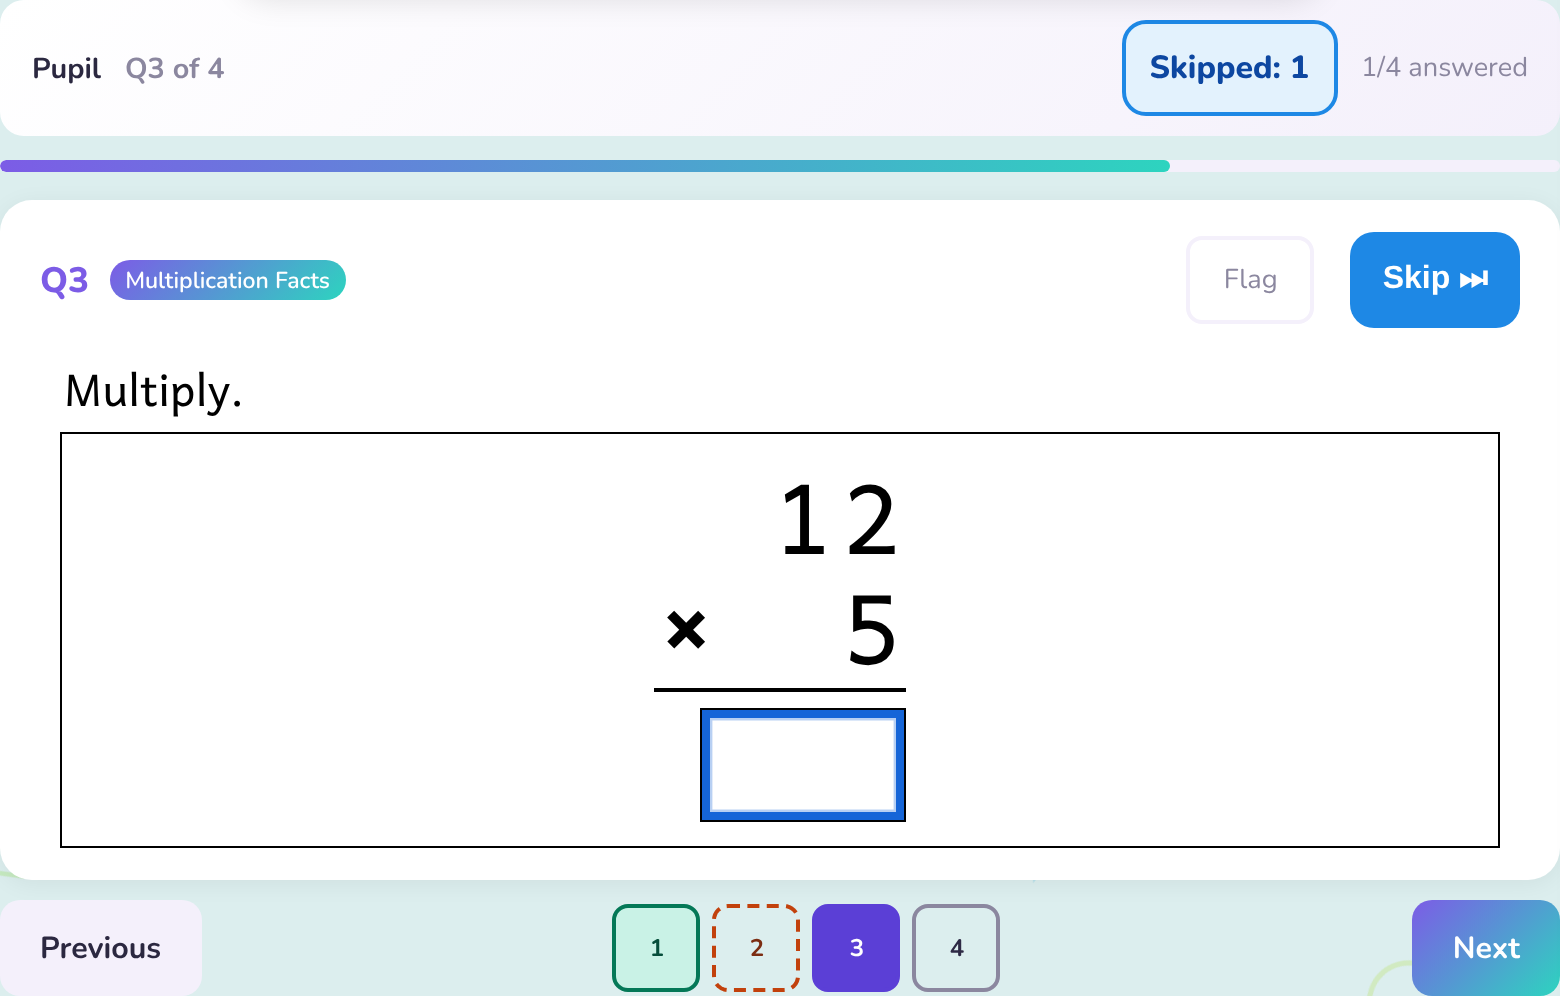 Pupil Q3 of 4 Skipped: 1 1/4 answered
Q3 Multiplication Facts Flag Skip ⏭
Multiply.
12
× 5
Previous 1 2 3 4 Next